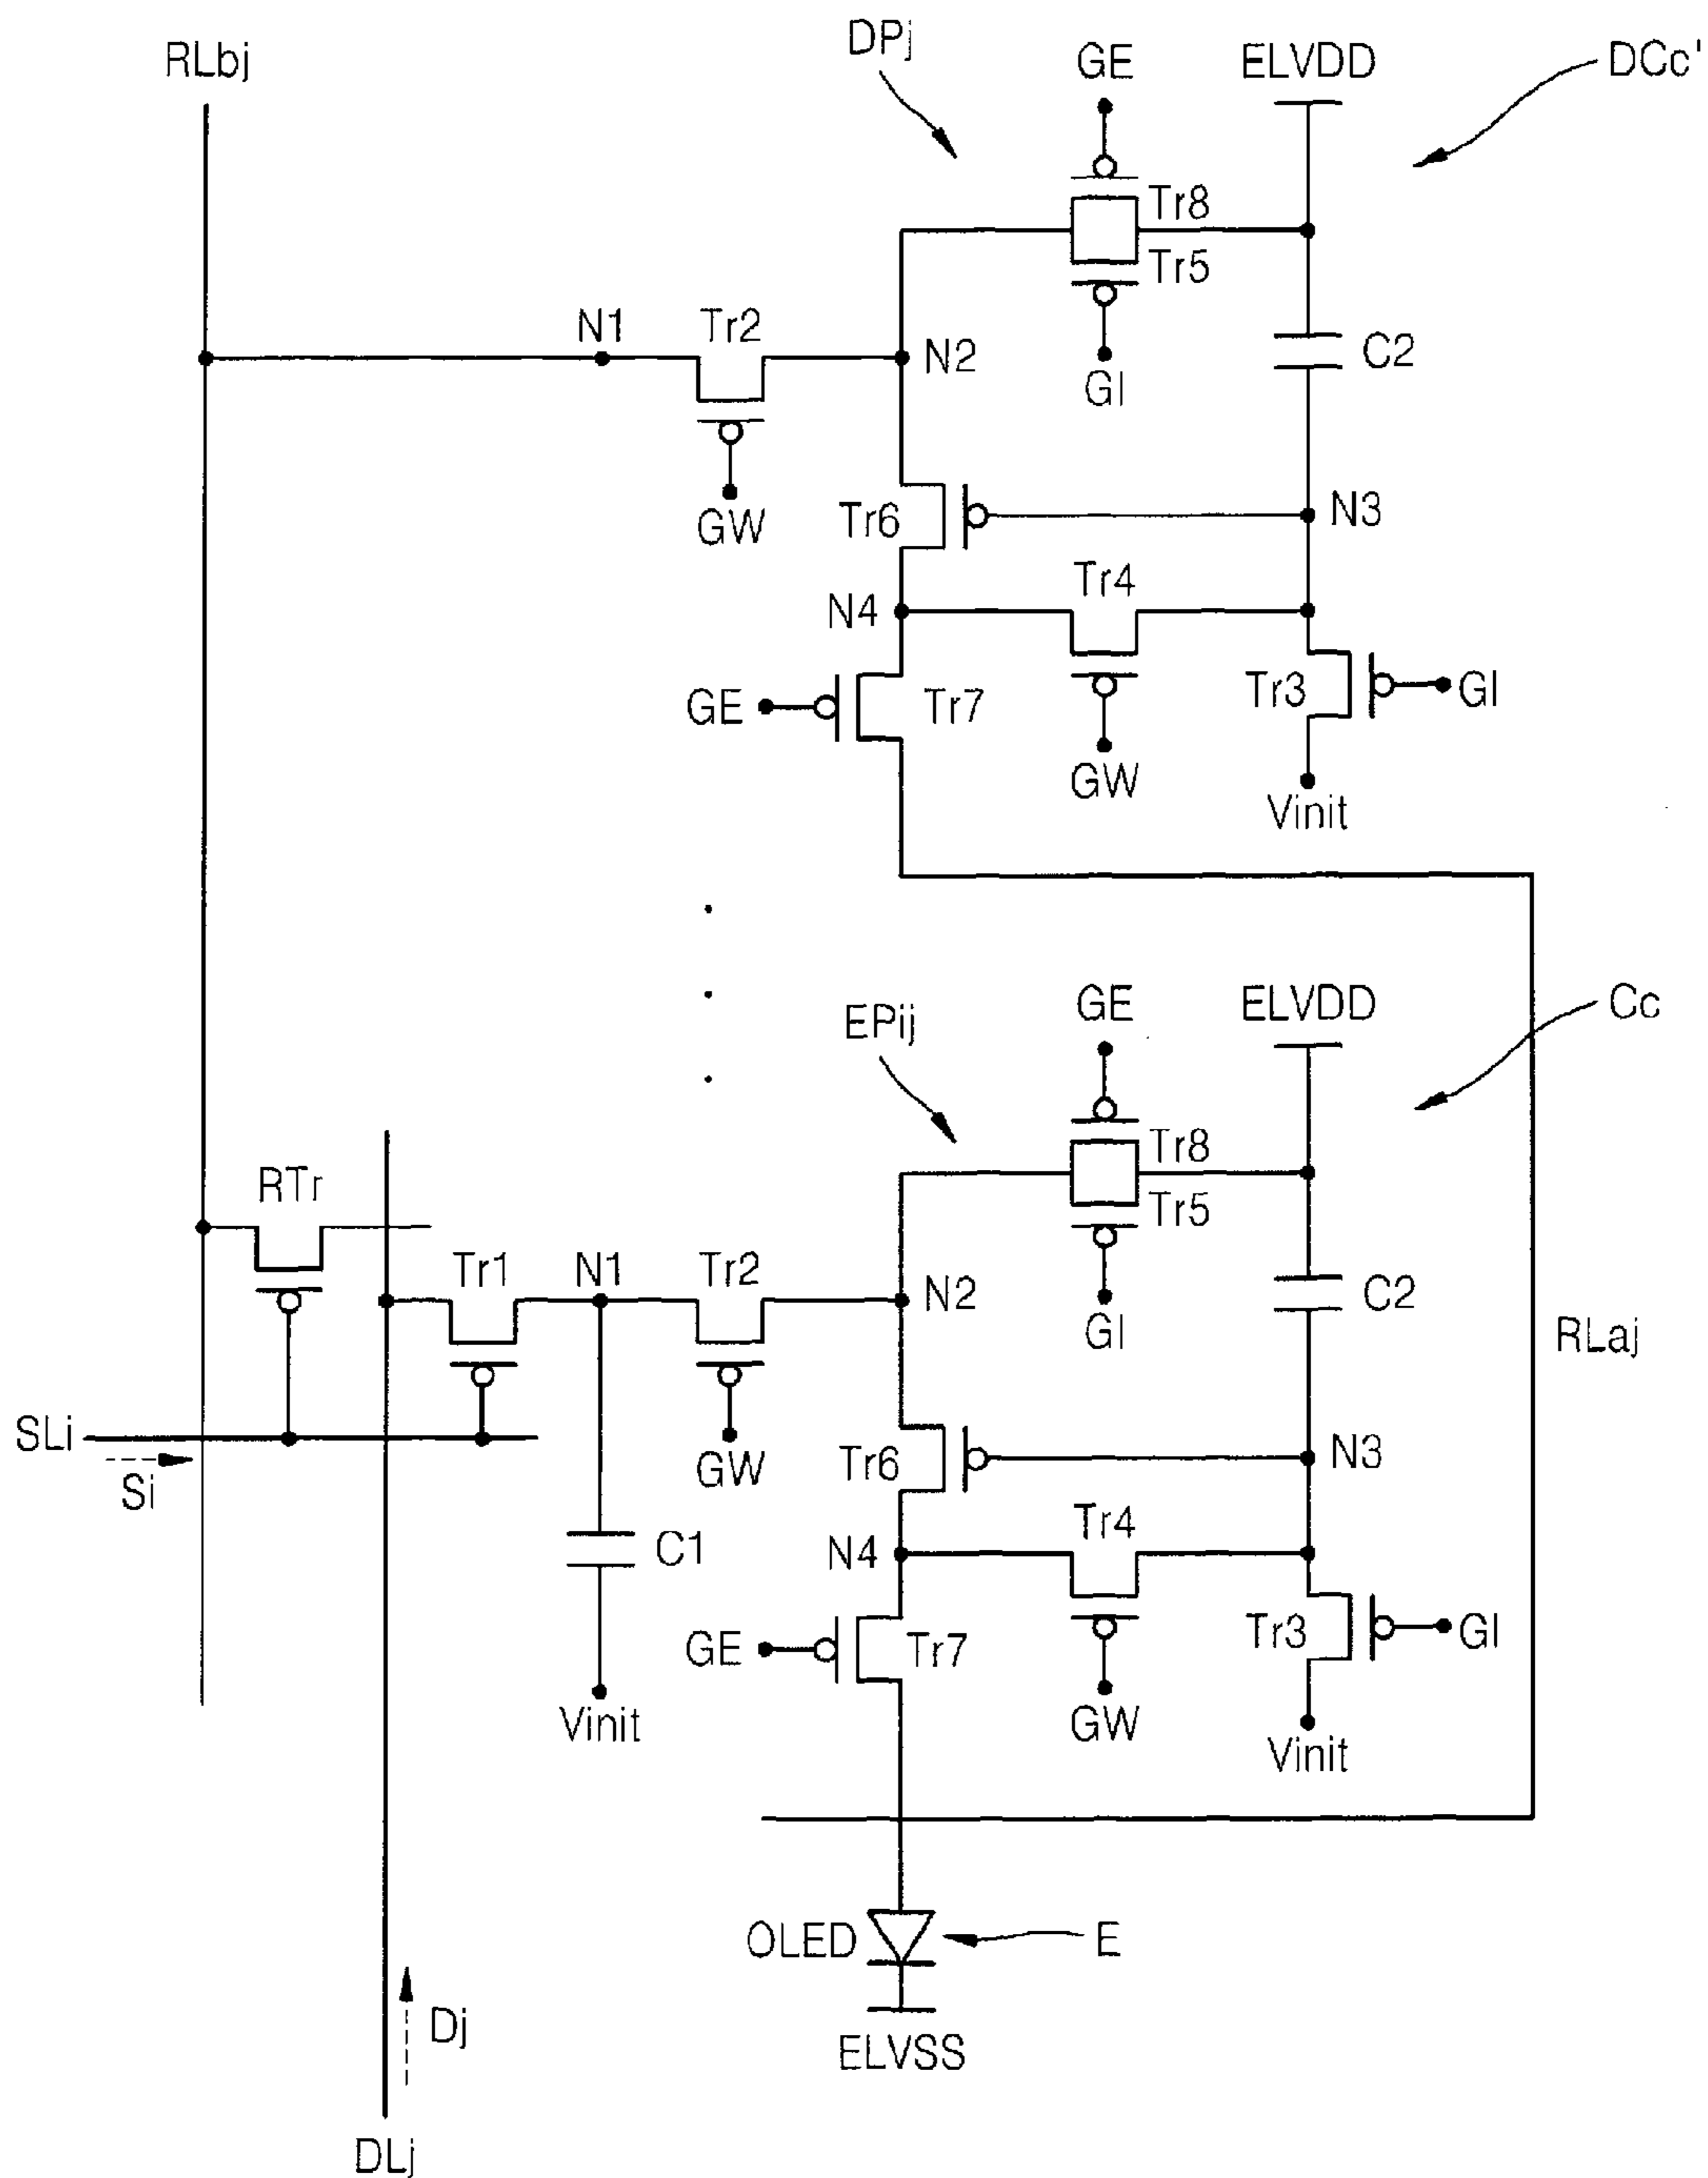 RLbj
DPj
GE
ELVDD
DCc'
Tr8
Tr5
N1
Tr2
N2
GI
C2
GW
Tr6
N3
Tr4
N4
GE
Tr7
Tr3
GI
GW
Vinit
EPij
GE
ELVDD
Cc
RTr
Tr8
Tr5
Tr1
N1
Tr2
N2
GI
C2
RLaj
SLi
Si
GW
Tr6
N3
C1
N4
Tr4
GE
Tr7
Tr3
GI
Vinit
GW
Vinit
OLED
E
Dj
ELVSS
DLj